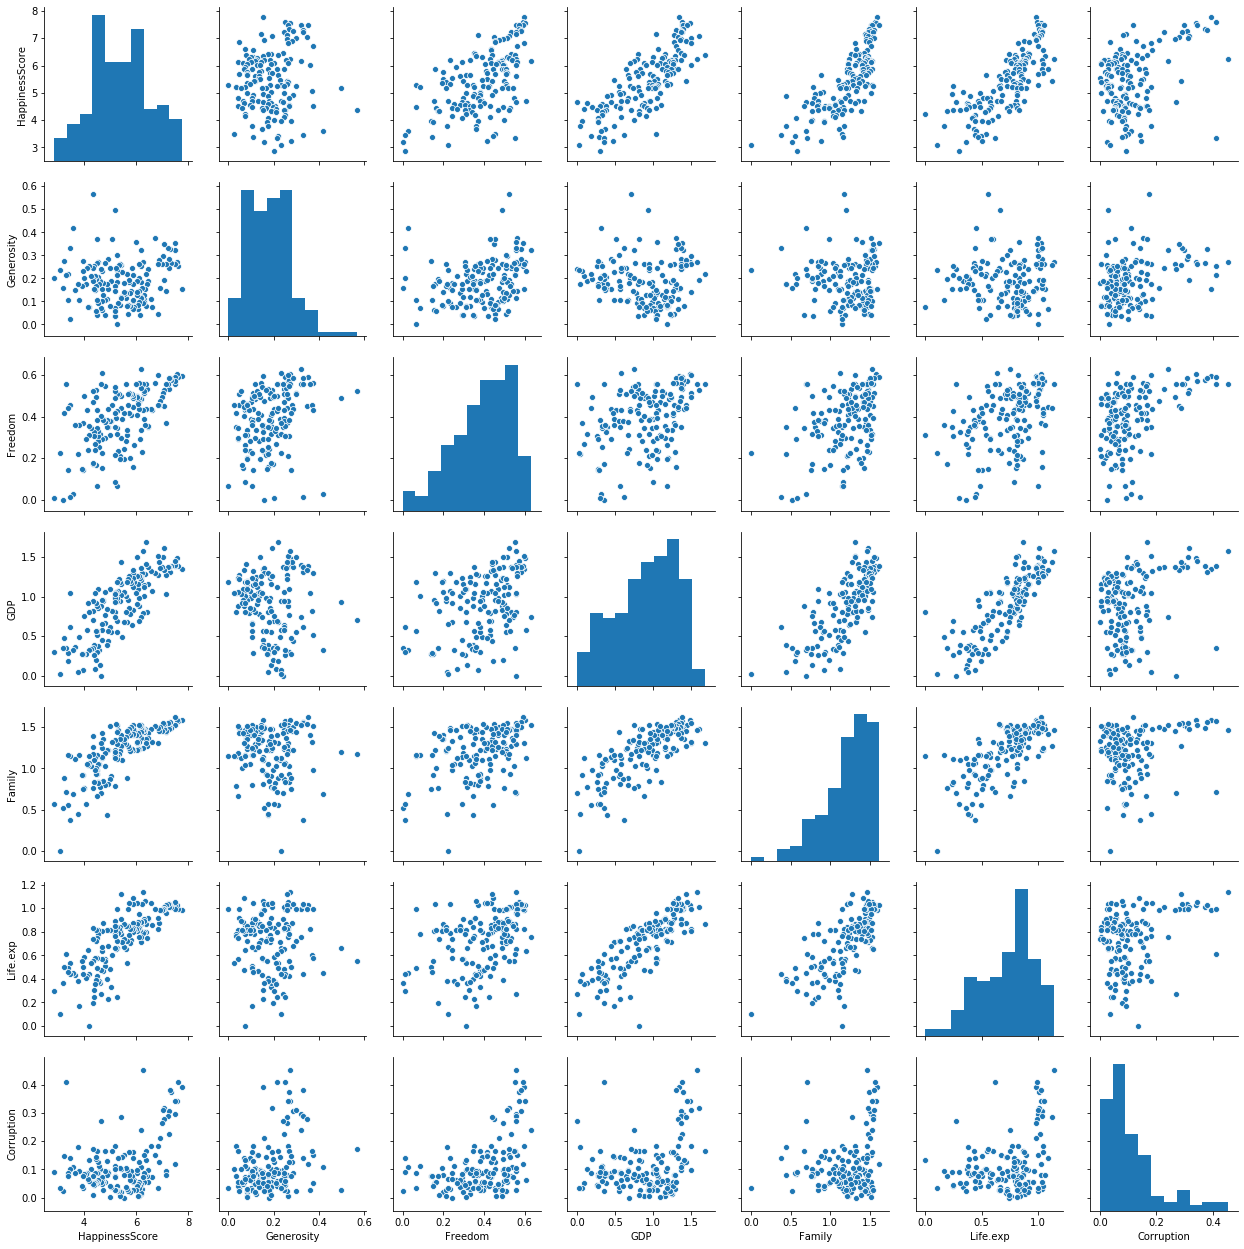 8
7
6
5
4
3
HappinessScore
0.6
0.5
0.4
0.3
0.2
0.1
0.0
Generosity
0.6
0.4
0.2
0.0
Freedom
1.5
1.0
0.5
0.0
GDP
1.5
1.0
0.5
0.0
Family
1.2
1.0
0.8
0.6
0.4
0.2
0.0
Life.exp
0.4
0.3
0.2
0.1
0.0
Corruption
4 6 8
HappinessScore
0.0 0.2 0.4 0.6
Generosity
0.0 0.2 0.4 0.6
Freedom
0.0 0.5 1.0 1.5
GDP
0.0 0.5 1.0 1.5
Family
0.0 0.5 1.0
Life.exp
0.0 0.2 0.4
Corruption